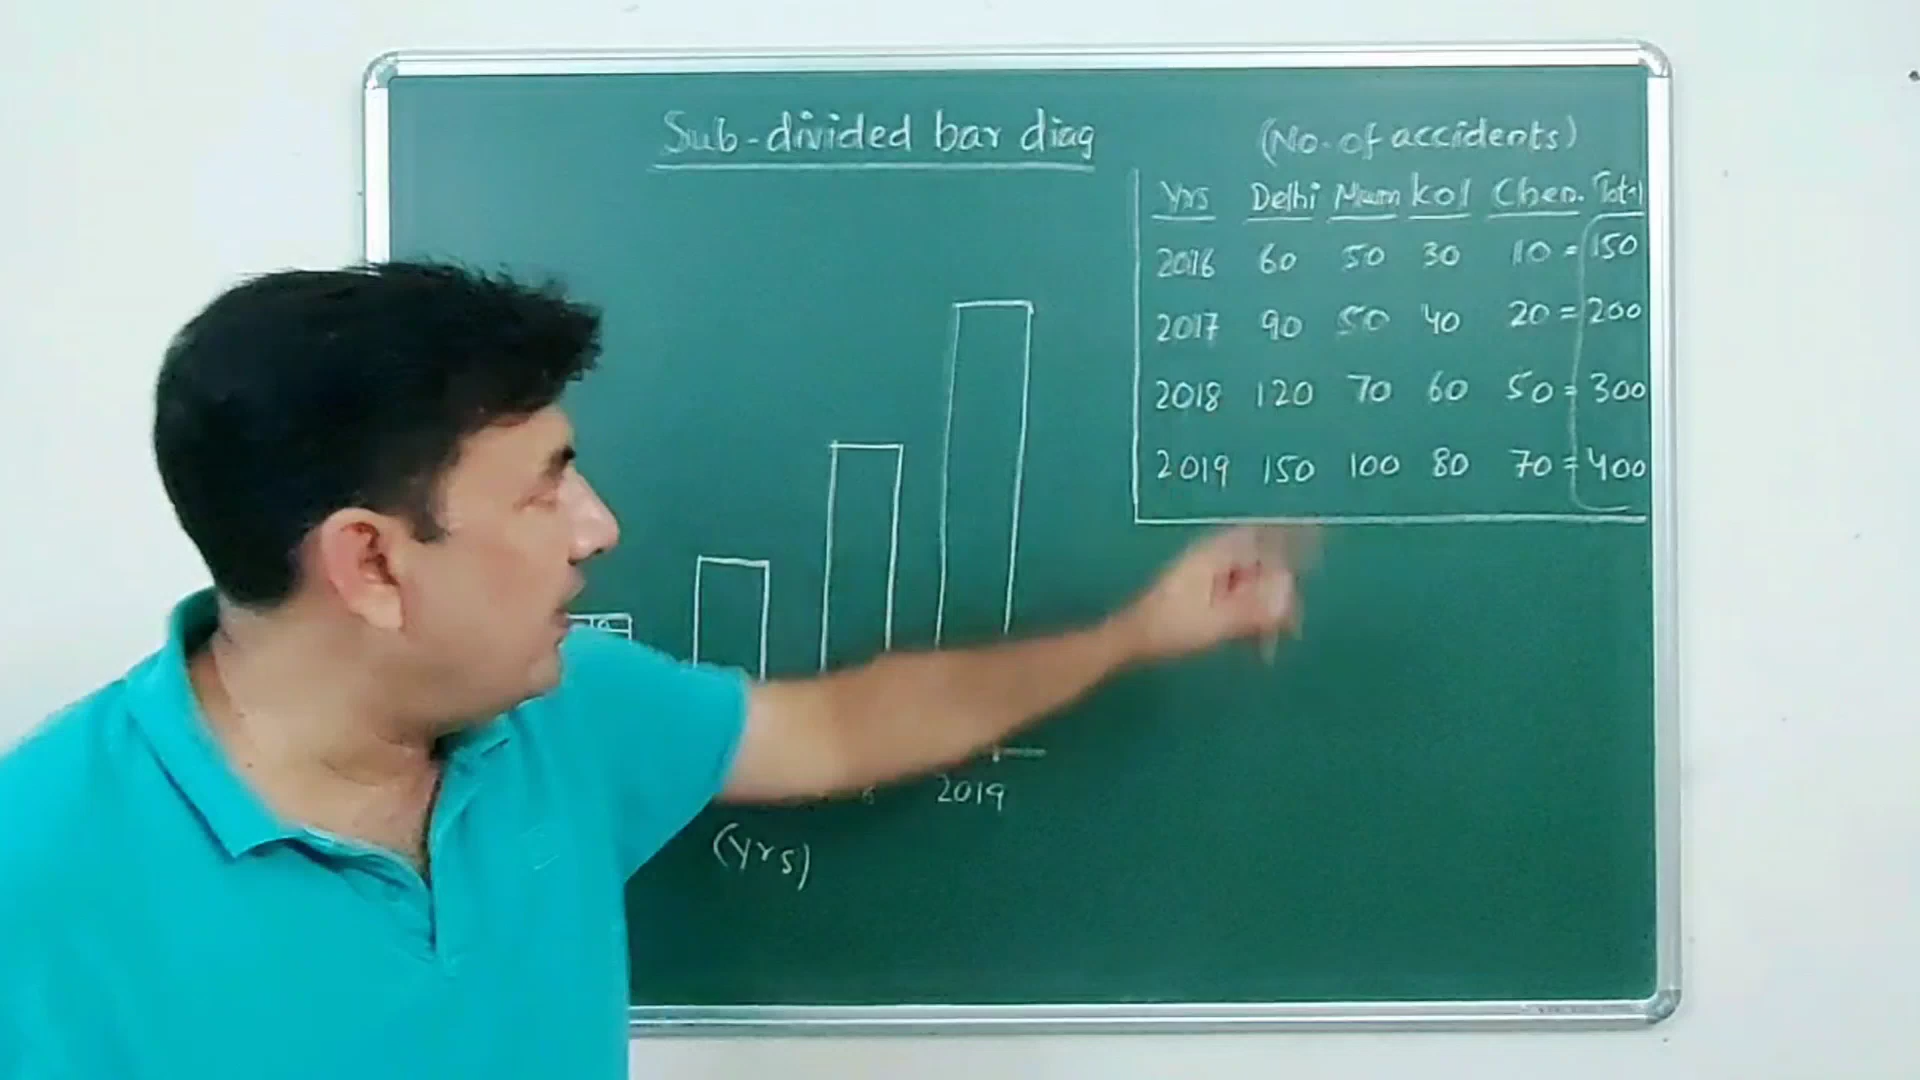 Sub-divided bar diag
(No. of accidents)
Yrs Delhi Mum Kol Chen. Total
2016 60 50 30 10 = 150
2017 90 50 40 20 = 200
2018 120 70 60 50 = 300
2019 150 100 80 70 = 400
2019
(yrs)